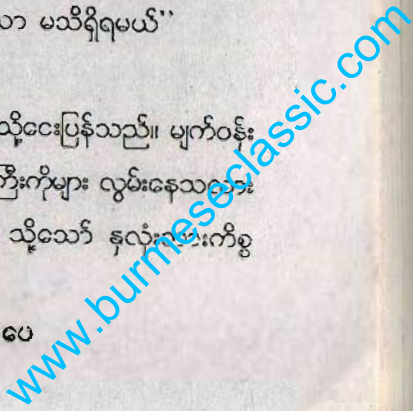 ာ မသိရှိရမယ်”
သို့ငေးပြန်သည်။ မျက်ဝန်း
ကြီးကိုများ လွမ်းနေသလား
သို့သော် နှလုံးသားကိစ္စ
ပေ
www.burmeseclassic.com